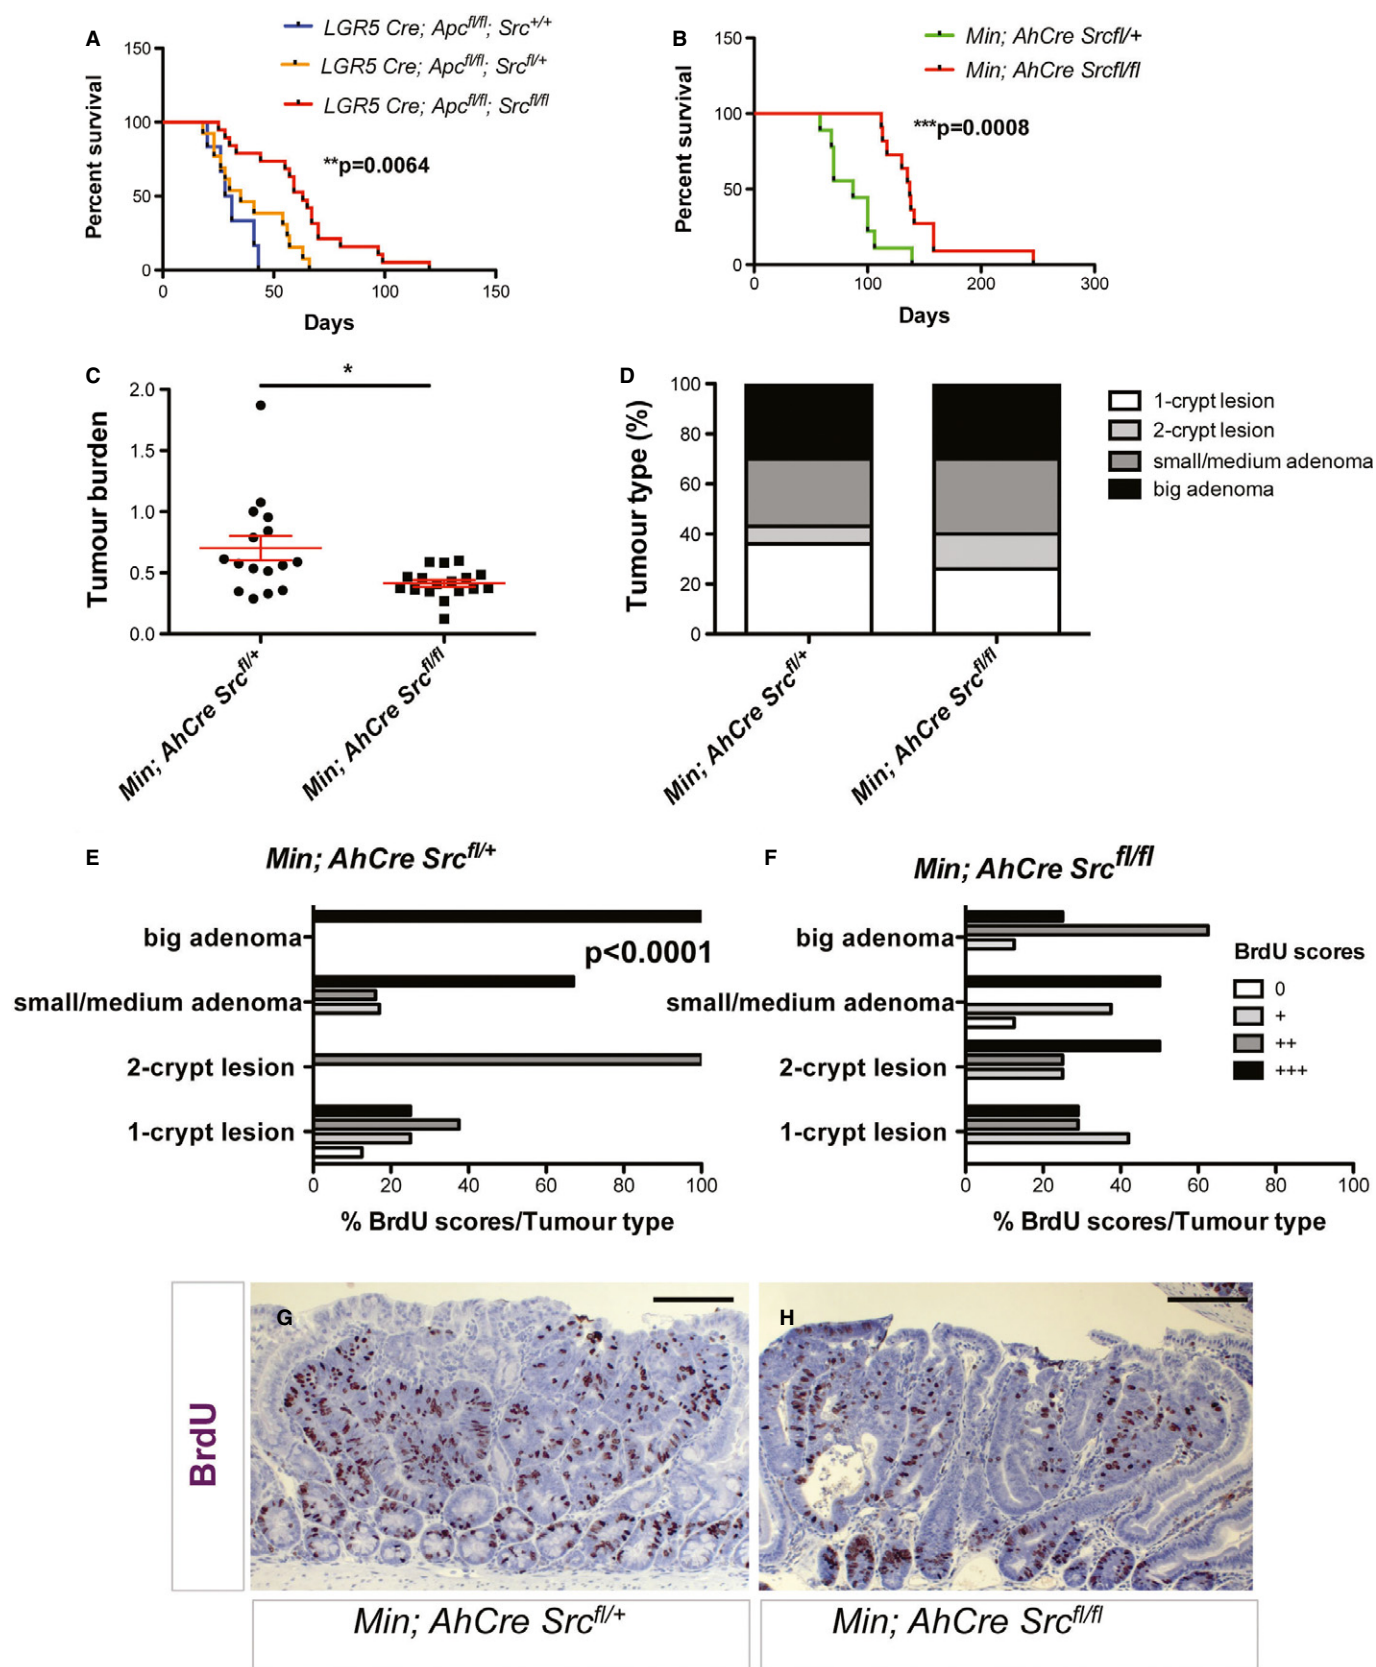 A
LGR5 Cre; Apcfl/fl; Src+/+
LGR5 Cre; Apcfl/fl; Srcfl/+
LGR5 Cre; Apcfl/fl; Srcfl/fl
**p=0.0064
Percent survival
150
100
50
0
0 50 100 150
Days
B
Min; AhCre Srcfl/+
Min; AhCre Srcfl/fl
***p=0.0008
Percent survival
150
100
50
0
0 100 200 300
Days
C
*
Tumour burden
2.0
1.5
1.0
0.5
0.0
Min; AhCre Srcfl/+
Min; AhCre Srcfl/fl
D
Tumour type (%)
100
80
60
40
20
0
Min; AhCre Srcfl/+
Min; AhCre Srcfl/fl
1-crypt lesion
2-crypt lesion
small/medium adenoma
big adenoma
E
Min; AhCre Srcfl/+
big adenoma
p<0.0001
small/medium adenoma
2-crypt lesion
1-crypt lesion
0 20 40 60 80 100
% BrdU scores/Tumour type
F
Min; AhCre Srcfl/fl
big adenoma
small/medium adenoma
2-crypt lesion
1-crypt lesion
0 20 40 60 80 100
% BrdU scores/Tumour type
BrdU scores
0
+
++
+++
BrdU
G
H
Min; AhCre Srcfl/+
Min; AhCre Srcfl/fl